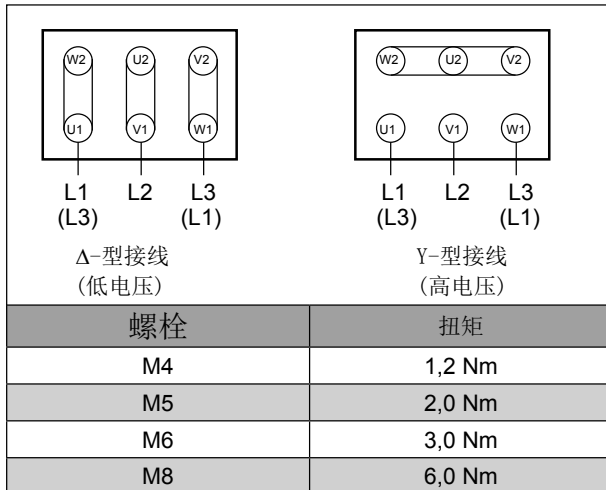 W2 U2 V2 W2 U2 V2
U1 V1 W1 U1 V1 W1
L1 L2 L3 L1 L2 L3
(L3) (L1) (L3) (L1)
Δ-型接线 Y-型接线
(低电压) (高电压)
螺栓 扭矩
M4 1,2 Nm
M5 2,0 Nm
M6 3,0 Nm
M8 6,0 Nm